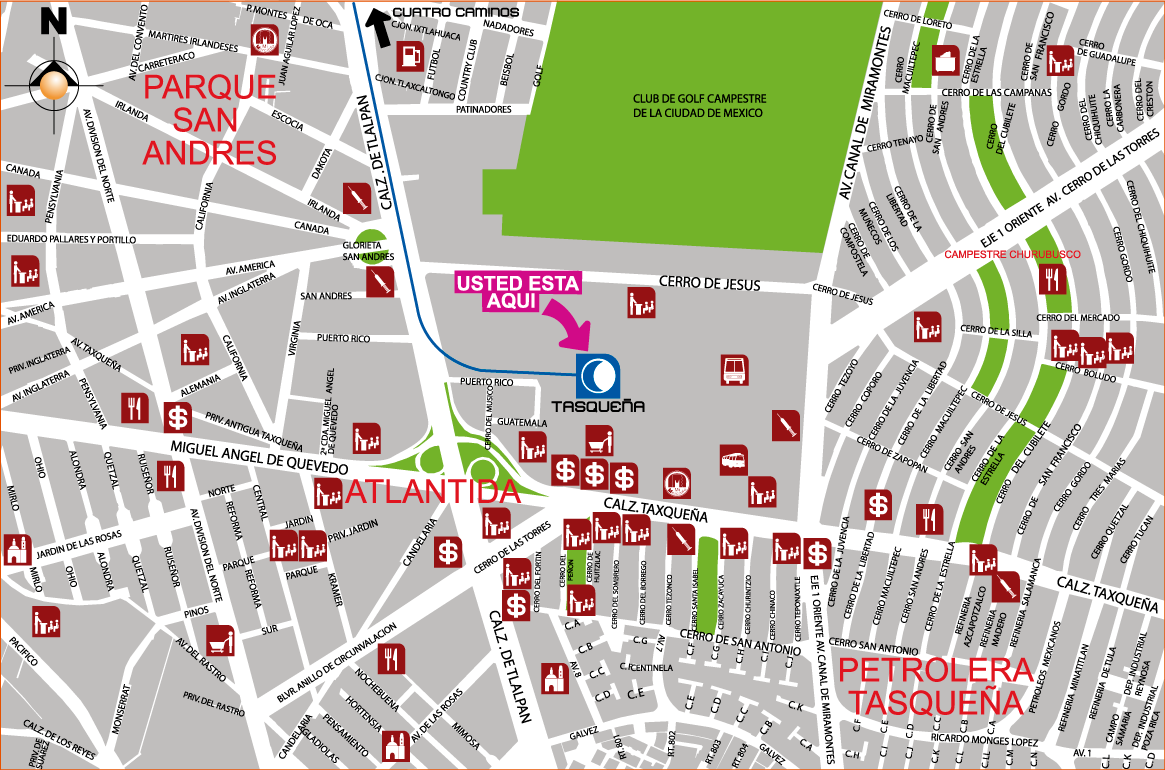 N
CUATRO CAMINOS
P. MONTES DE OCA
AV. DEL CONVENTO
MARTIRES IRLANDESES
CARRETERACO
JUAN AGUILAR LOPEZ
CJON. IXTLAHUACA
NADADORES
FUTBOL
COUNTRY CLUB
BEISBOL
GOLF
CJON. TLAXCALTONGO
PATINADORES
PARQUE
SAN
ANDRES
IRLANDA
ESCOCIA
DAKOTA
AV. DIVISION DEL NORTE
CANADA
PENSYLVANIA
CALIFORNIA
IRLANDA
CANADA
CALZ. DE TLALPAN
EDUARDO PALLARES Y PORTILLO
GLORIETA
SAN ANDRES
AV. AMERICA
AV. INGLATERRA
SAN ANDRES
AV. AMERICA
VIRGINIA
PUERTO RICO
CALIFORNIA
AV. TAXQUEÑA
PRIV. INGLATERRA
AV. INGLATERRA
PENSYLVANIA
ALEMANIA
PRIV. ANTIGUA TAXQUEÑA
2ª CDA. MIGUEL ANGEL
DE QUEVEDO
MIGUEL ANGEL DE QUEVEDO
CLUB DE GOLF CAMPESTRE
DE LA CIUDAD DE MEXICO
AV. CANAL DE MIRAMONTES
CERRO DE LORETO
CERRO
MACUILTEPEC
CERRO DE LA
ESTRELLA
CERRO DE
SAN FRANCISCO
CERRO
DE GUADALUPE
CERRO DE LAS CAMPANAS
GORDO
CERRO
CERRO DEL
CHIQUIHUITE
CERRO LA
CARBONERA
CERRO DEL
CRESTON
CERRO DE
SAN ANDRES
CERRO
DEL CUBILETE
CERRO TENAYO
CERRO DE LA
LIBERTAD
CERRO DE LOS
MUÑECOS
CERRO DE
COMPOSTELA
EJE 1 ORIENTE AV. CERRO DE LAS TORRES
CERRO DEL CHIQUIHUITE
CERRO GORDO
CAMPESTRE CHURUBUSCO
CERRO DE JESUS
CERRO DE JESUS
USTED ESTA
AQUI
TASQUEÑA
CERRO DEL MERCADO
CERRO DE LA SILLA
CERRO BOLUDO
CERRO TEZOYO
CERRO COPORO
CERRO DE LA JUVENCIA
CERRO DE LA LIBERTAD
CERRO MACUILTEPEC
CERRO SAN
ANDRES
CERRO DE JESUS
CERRO DE LA
ESTRELLA
CERRO DEL CUBILETE
CERRO DE SAN FRANCISCO
CERRO GORDO
CERRO TRES MARIAS
CERRO QUETZAL
CERRO TUCAN
CERRO DE ZAPOPAN
PUERTO RICO
CERRO DEL MUSICO
GUATEMALA
ATLANTIDA
CALZ. TAXQUEÑA
CALZ. TAXQUEÑA
OHIO
ALONDRA
QUETZAL
RUISEÑOR
MIRLO
NORTE
REFORMA
CENTRAL
JARDIN
PRIV. JARDIN
JARDIN DE LAS ROSAS
MIRLO
OHIO
ALONDRA
QUETZAL
RUISEÑOR
AV. DIVISION DEL NORTE
PARQUE
REFORMA
PARQUE
KRAMER
CANDELARIA
CERRO DE LAS TORRES
PINOS
SUR
AV. DEL RASTRO
PRIV. DEL RASTRO
BLVR. ANILLO DE CIRCUNVALACION
PACIFICO
MONSERRAT
CALZ. DE LOS REYES
PRIV. DE
SUAREZ
CANDELARIA
GLADIOLAS
PENSAMIENTO
HORTENSIA
NOCHEBUENA
AV. DE LAS ROSAS
MIMOSA
CALZ. DE TLALPAN
CERRO DEL FORTIN
CERRO DEL
PEÑON
CERRO DE
HUITZILAC
CERRO DEL SOMBRERO
CERRO DEL BORREGO
CERRO TEZONCO
CERRO SANTA ISABEL
CERRO ZACAYUCA
CERRO CHURINTZO
CERRO CHINACO
CERRO TEPONAXTLE
EJE 1 ORIENTE AV. CANAL DE MIRAMONTES
CERRO DE SAN ANTONIO
CERRO SAN ANTONIO
CERRO DE LA JUVENCIA
CERRO DE LA LIBERTAD
CERRO MACUILTEPEC
CERRO SAN ANDRES
CERRO DE LA ESTRELLA
REFINERIA
AZCAPOTZALCO
REFINERIA
MADERO
REFINERIA SALAMANCA
PETROLERA
TASQUEÑA
PETROLEOS MEXICANOS
REFINERIA MINATITLAN
REFINERIA DE TULA
DEP. INDUSTRIAL
REYNOSA
CAMPO
SAMARIA
DEP. INDUSTRIAL
POZA RICA
RICARDO MONGES LOPEZ
AV. 1
C.A
C.B
C.C
C.D
AV. 8
C.G
AV. 7
C.F
C.G
C.H
C.I
C.J
C.E
C.E
C.D
C.C
C.B
C.A
C.K
GALVEZ
RT. 801
RT. 802
RT. 803
RT. 804
GALVEZ
C.F
C.E
C.D
C.C
C.B
C.A
C.H
C.I
C.J
C.K
C.L
C.M
C.N
C.L
C.K
C.D